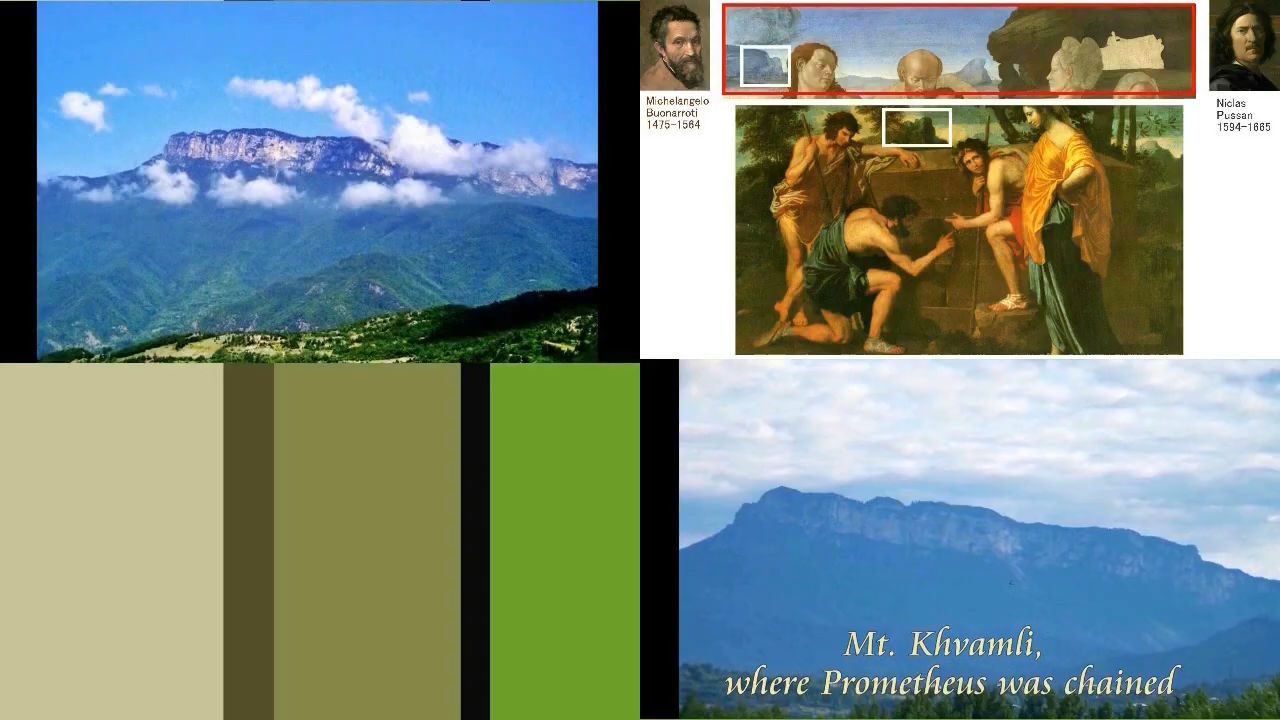 Michelangelo
Buonarroti
1475-1564
Niclas
Pussan
1594-1665
Mt. Khvamli,
where Prometheus was chained